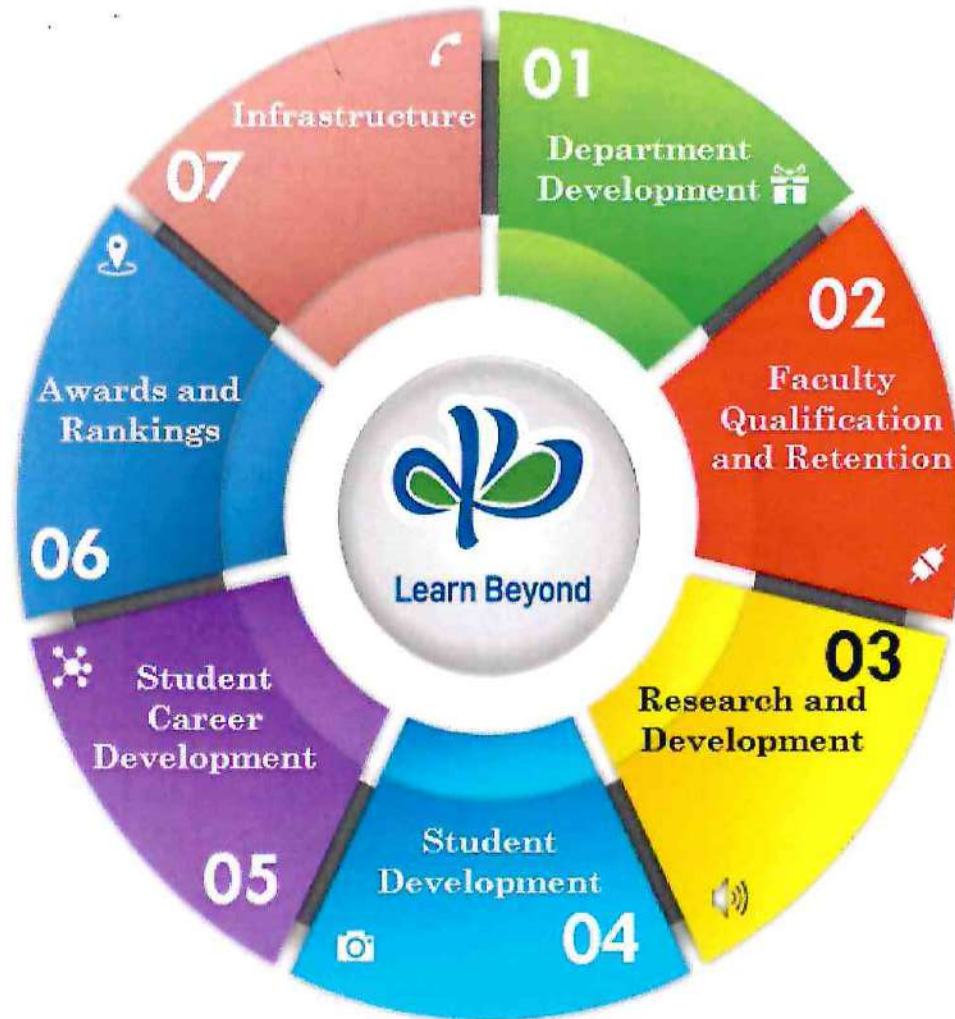 01
Department
Development
02
Faculty
Qualification
and Retention
03
Research and
Development
Student
Development
04
Student
Career
Development
05
Awards and
Rankings
06
Infrastructure
07
Learn Beyond